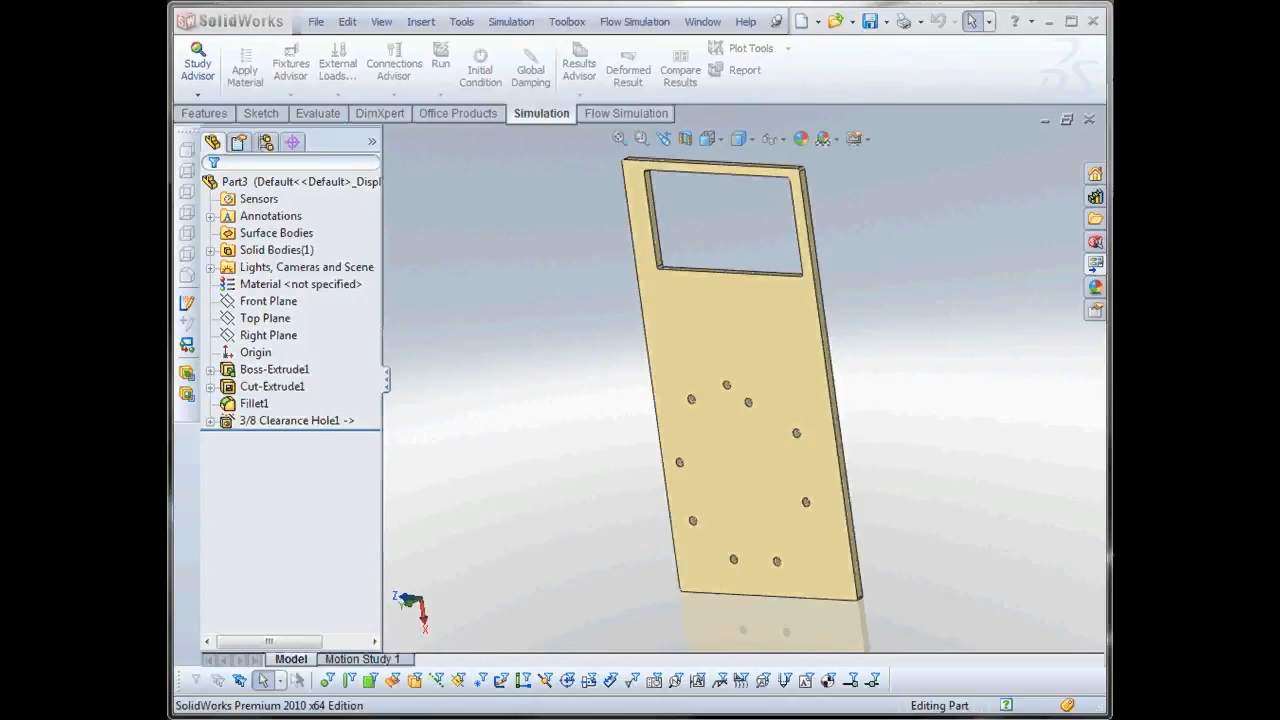 SolidWorks File Edit View Insert Tools Simulation Toolbox Flow Simulation Window Help
Study Advisor
Apply Material
Fixtures Advisor
External Loads...
Connections Advisor
Run
Initial Condition
Global Damping
Results Advisor
Deformed Result
Compare Results
Plot Tools
Report
Features Sketch Evaluate DimXpert Office Products Simulation Flow Simulation
Part3 (Default<<Default>_Displ
Sensors
Annotations
Surface Bodies
Solid Bodies(1)
Lights, Cameras and Scene
Material <not specified>
Front Plane
Top Plane
Right Plane
Origin
Boss-Extrude1
Cut-Extrude1
Fillet1
3/8 Clearance Hole1 ->
Z
Y
X
Model Motion Study 1
SolidWorks Premium 2010 x64 Edition Editing Part